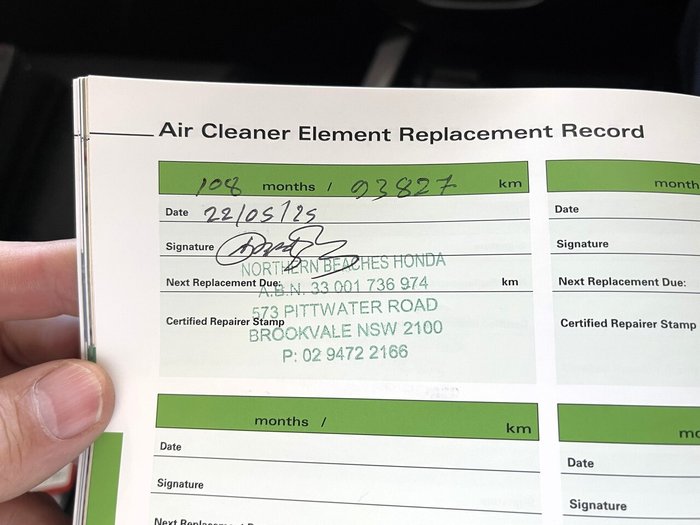 Air Cleaner Element Replacement Record
108 months / 93827 km
Date 22/05/25
Signature
Next Replacement Due: km
Certified Repairer Stamp
NORTHERN BEACHES HONDA
A.B.N. 33 001 736 974
573 PITTWATER ROAD
BROOKVALE NSW 2100
P: 02 9472 2166
month
Date
Signature
Next Replacement Due:
Certified Repairer Stamp
months / km
Date
Signature
mo
Date
Signature